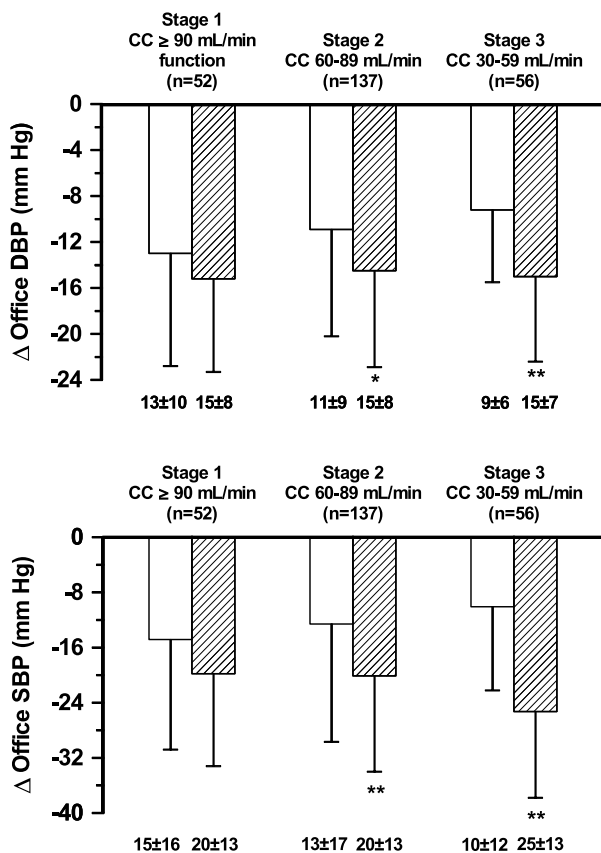 Stage 1
CC ≥ 90 mL/min
function
(n=52)
Stage 2
CC 60-89 mL/min
(n=137)
Stage 3
CC 30-59 mL/min
(n=56)
Δ Office DBP (mm Hg)
0
-4
-8
-12
-16
-20
-24
*
**
13±10 15±8
11±9 15±8
9±6 15±7
Stage 1
CC ≥ 90 mL/min
(n=52)
Stage 2
CC 60-89 mL/min
(n=137)
Stage 3
CC 30-59 mL/min
(n=56)
Δ Office SBP (mm Hg)
0
-8
-16
-24
-32
-40
**
**
15±16 20±13
13±17 20±13
10±12 25±13